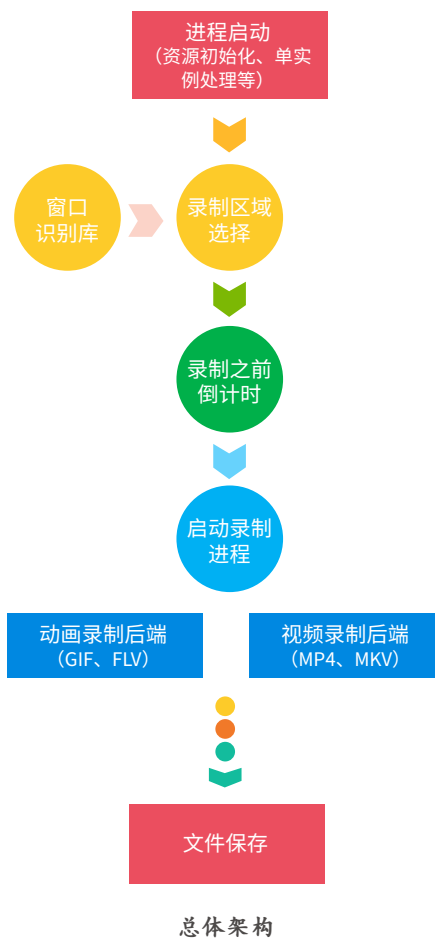 进程启动
（资源初始化、单实
例处理等）
窗口
识别库
录制区域
选择
录制之前
倒计时
启动录制
进程
动画录制后端
（GIF、FLV）
视频录制后端
（MP4、MKV）
文件保存
总体架构